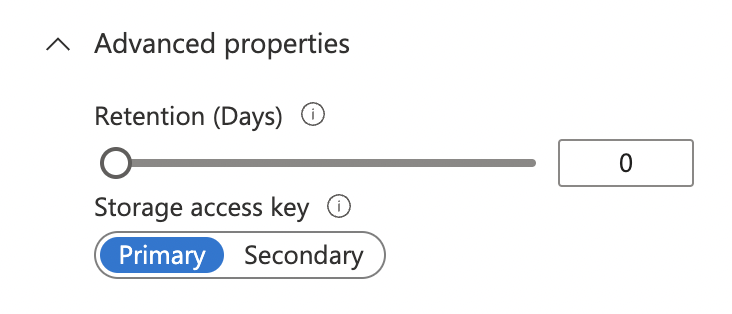 Advanced properties
Retention (Days)
0
Storage access key
Primary Secondary